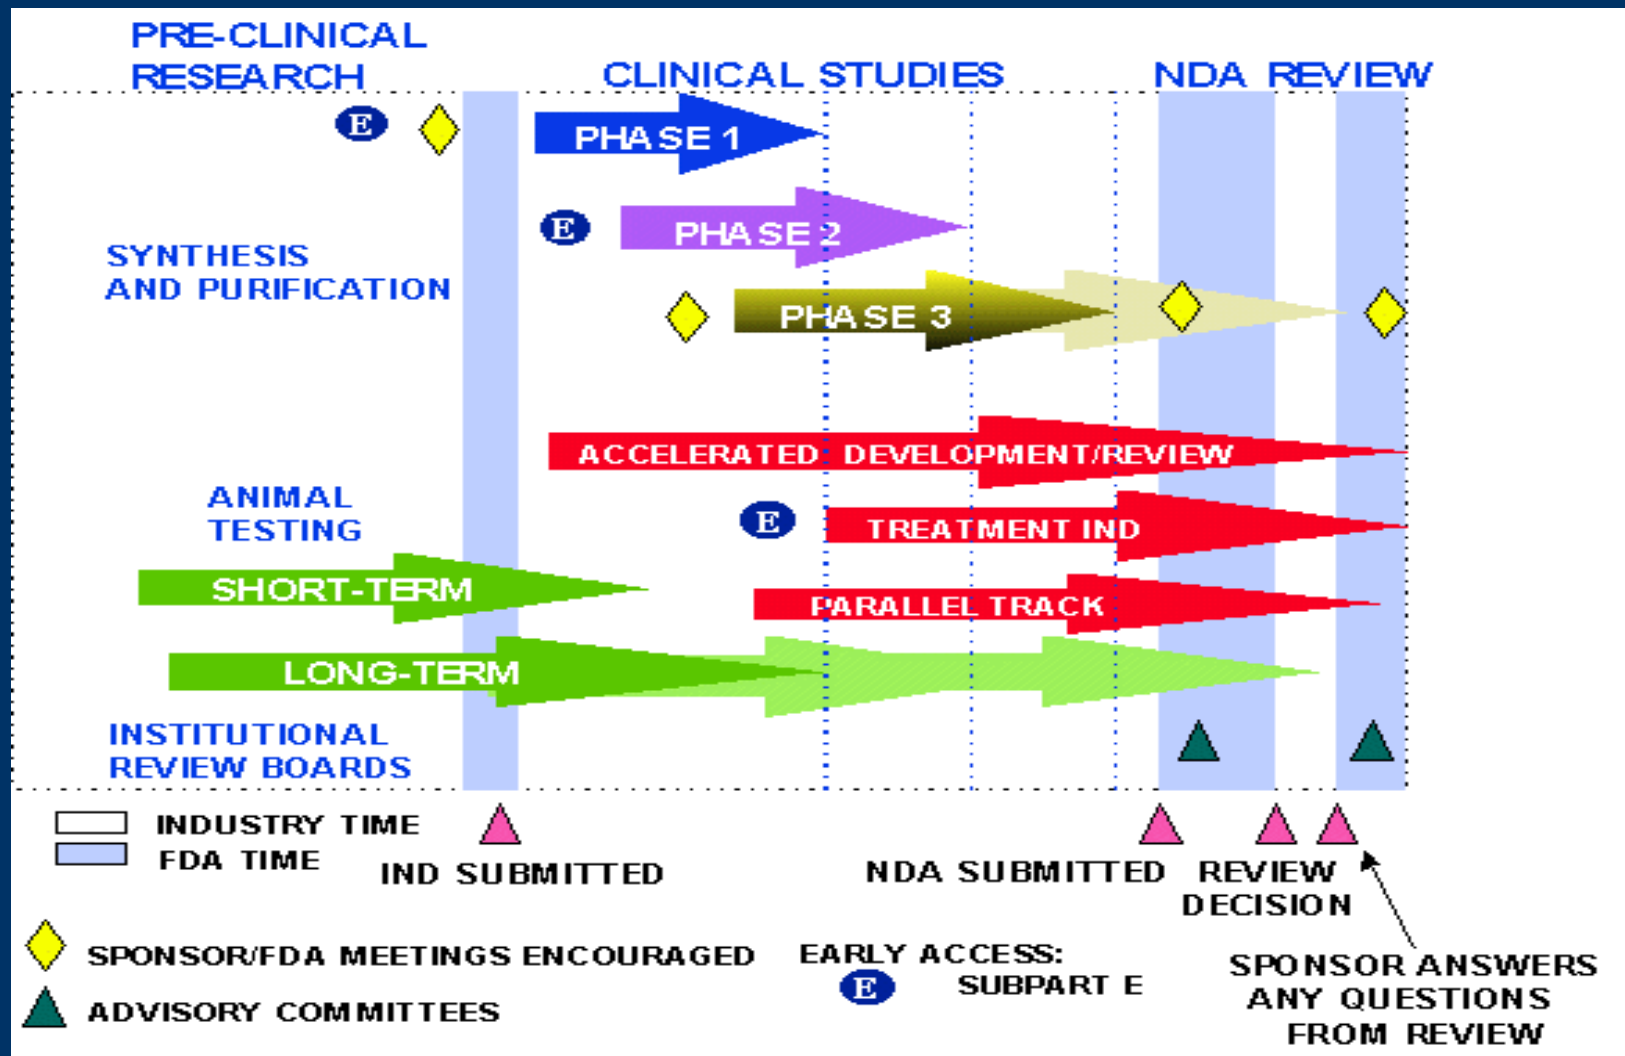 PRE-CLINICAL
RESEARCH
CLINICAL STUDIES
NDA REVIEW
E
PHASE 1
E
PHASE 2
SYNTHESIS
AND PURIFICATION
PHASE 3
ACCELERATED DEVELOPMENT/REVIEW
ANIMAL
TESTING
E
TREATMENT IND
SHORT-TERM
PARALLEL TRACK
LONG-TERM
INSTITUTIONAL
REVIEW BOARDS
INDUSTRY TIME
FDA TIME
IND SUBMITTED
NDA SUBMITTED
REVIEW
DECISION
SPONSOR/FDA MEETINGS ENCOURAGED
ADVISORY COMMITTEES
EARLY ACCESS:
E SUBPART E
SPONSOR ANSWERS
ANY QUESTIONS
FROM REVIEW